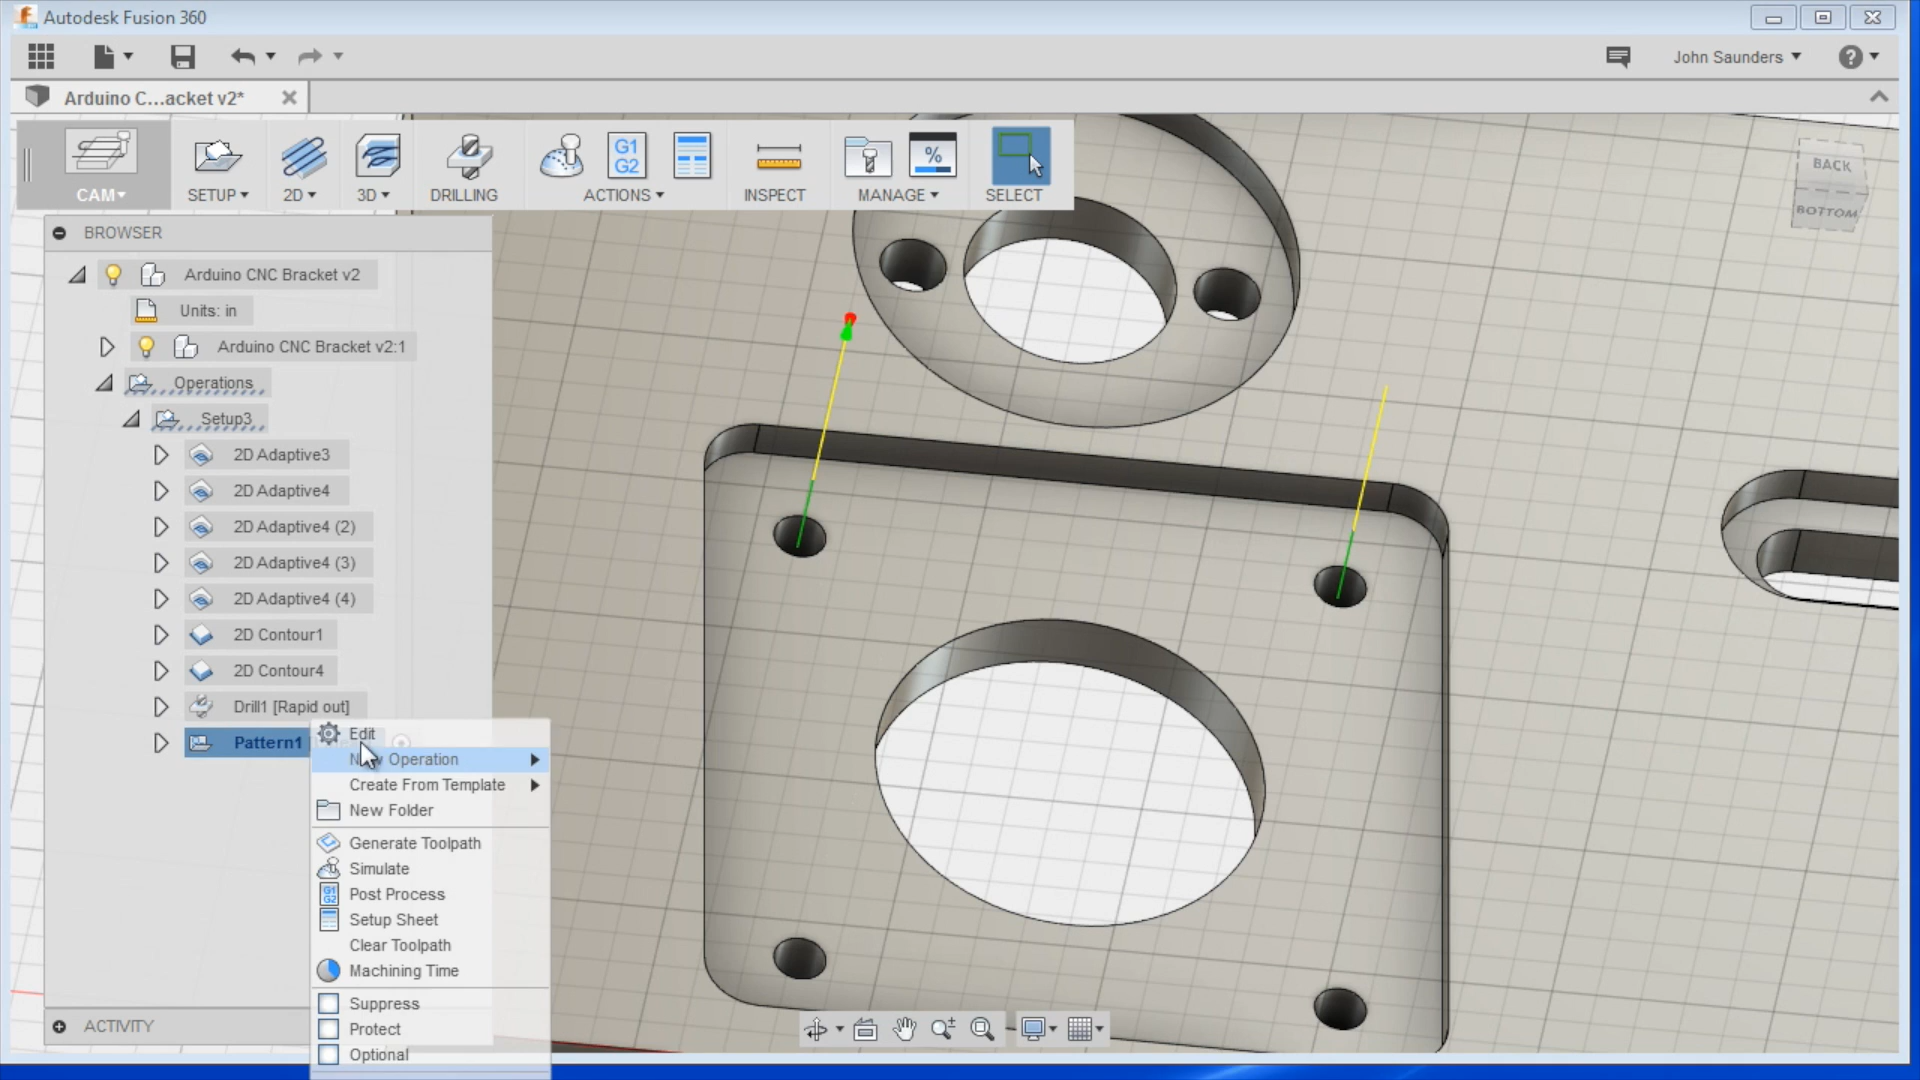 Autodesk Fusion 360
John Saunders
?
Arduino C...acket v2*
CAM
SETUP
2D
3D
DRILLING
G1
G2
ACTIONS
INSPECT
%
MANAGE
SELECT
BACK
BOTTOM
BROWSER
Arduino CNC Bracket v2
Units: in
Arduino CNC Bracket v2:1
Operations
Setup3
2D Adaptive3
2D Adaptive4
2D Adaptive4 (2)
2D Adaptive4 (3)
2D Adaptive4 (4)
2D Contour1
2D Contour4
Drill1 [Rapid out]
Pattern1
Edit
Operation
Create From Template
New Folder
Generate Toolpath
Simulate
G1
G2
Post Process
Setup Sheet
Clear Toolpath
Machining Time
Suppress
Protect
Optional
ACTIVITY